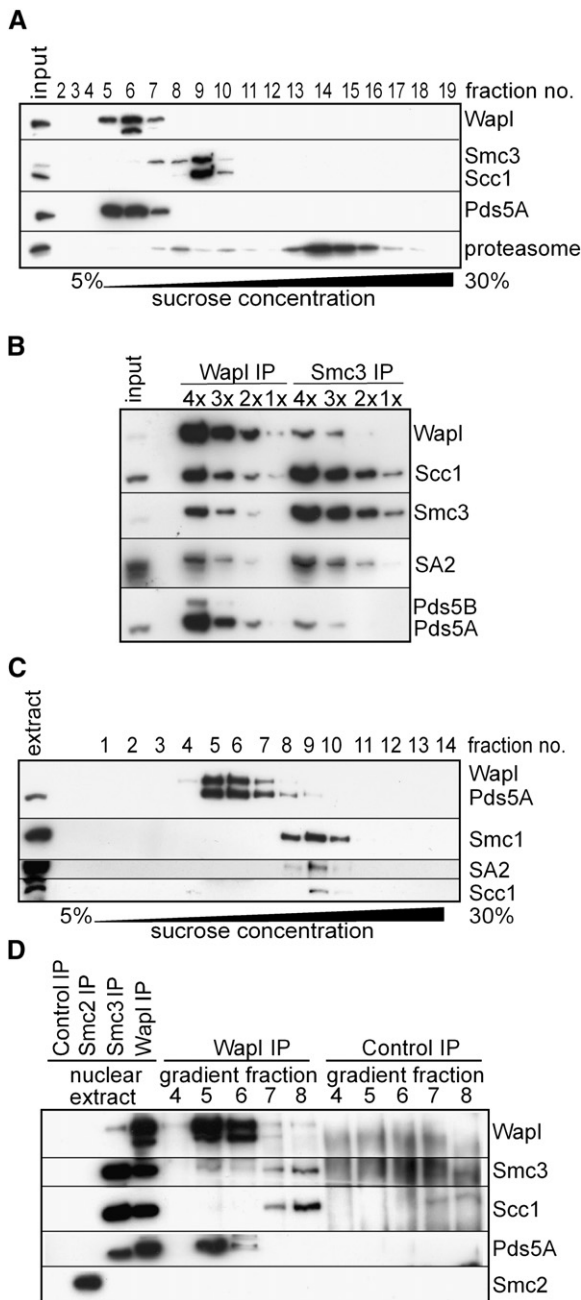 A
input 2 3 4 5 6 7 8 9 10 11 12 13 14 15 16 17 18 19 fraction no.
Wapl
Smc3
Scc1
Pds5A
proteasome
5% 30%
sucrose concentration
B
input
Wapl IP Smc3 IP
4x 3x 2x 1x 4x 3x 2x 1x
Wapl
Scc1
Smc3
SA2
Pds5B
Pds5A
C
extract
1 2 3 4 5 6 7 8 9 10 11 12 13 14 fraction no.
Wapl
Pds5A
Smc1
SA2
Scc1
5% 30%
sucrose concentration
D
Control IP
Smc2 IP
Smc3 IP
Wapl IP
Wapl IP Control IP
nuclear extract
gradient fraction gradient fraction
4 5 6 7 8 4 5 6 7 8
Wapl
Smc3
Scc1
Pds5A
Smc2